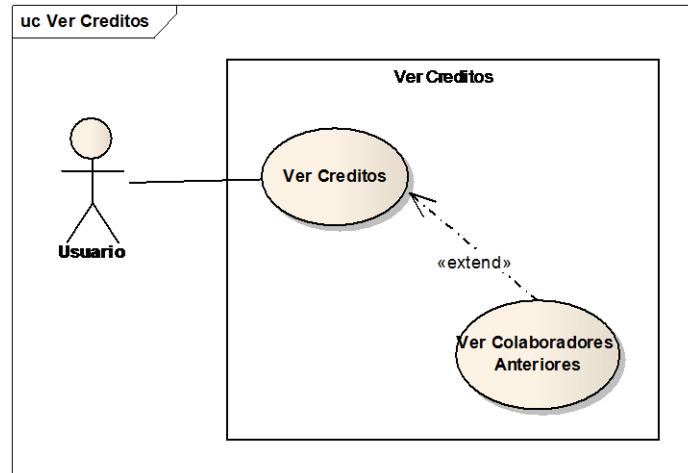 uc Ver Creditos
Ver Creditos
Ver Creditos
Usuario
«extend»
Ver Colaboradores
Anteriores